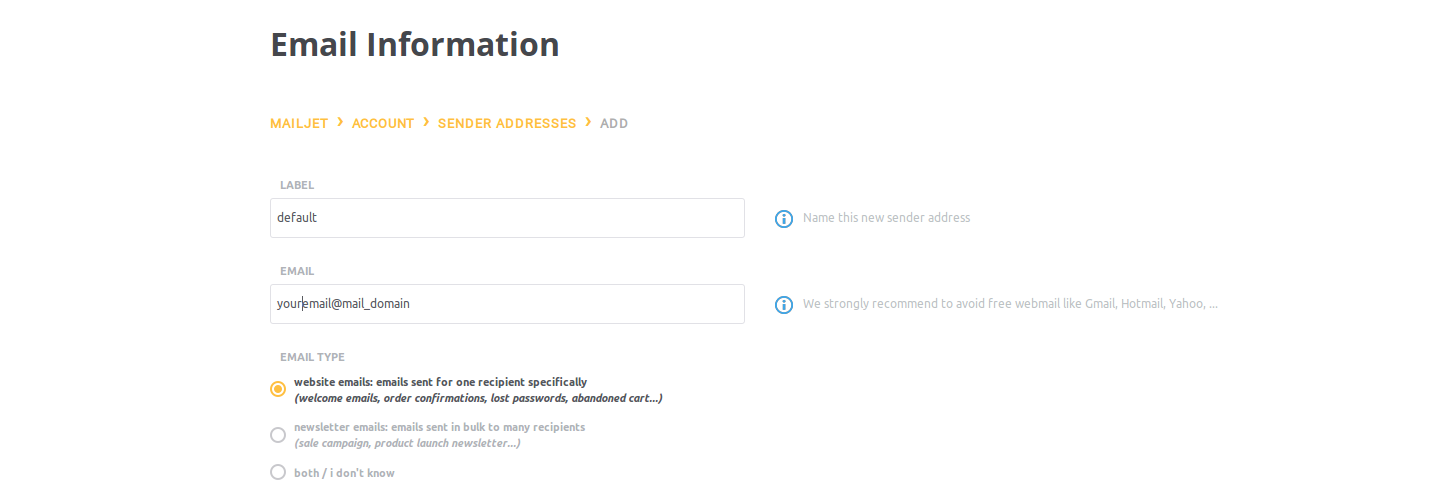 Email Information
MAILJET > ACCOUNT > SENDER ADDRESSES > ADD
LABEL
default
Name this new sender address
EMAIL
youremail@mail_domain
We strongly recommend to avoid free webmail like Gmail, Hotmail, Yahoo, ...
EMAIL TYPE
website emails: emails sent for one recipient specifically
(welcome emails, order confirmations, lost passwords, abandoned cart...)
newsletter emails: emails sent in bulk to many recipients
(sale campaign, product launch newsletter...)
both / i don't know